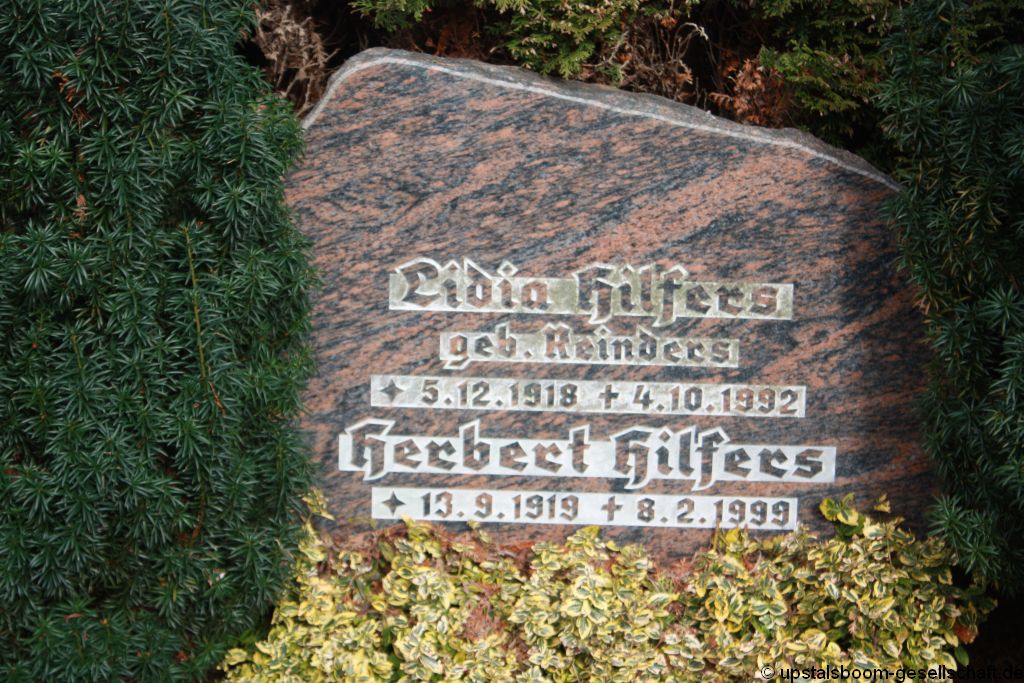 Lidia Hilfers
geb. Reinders
✦ 5.12.1918 ✝ 4.10.1992
Herbert Hilfers
✦ 13.9.1919 ✝ 8.2.1999
© upstalsboom-gesellschaft.de